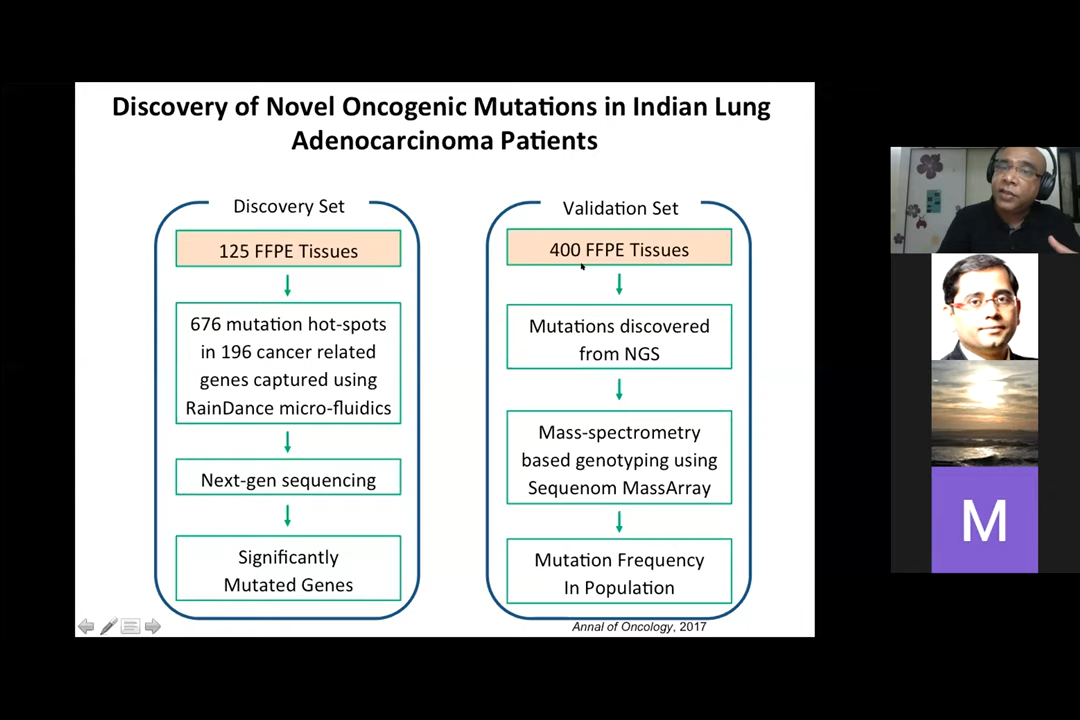 Discovery of Novel Oncogenic Mutations in Indian Lung
Adenocarcinoma Patients
Discovery Set
125 FFPE Tissues
676 mutation hot-spots
in 196 cancer related
genes captured using
RainDance micro-fluidics
Next-gen sequencing
Significantly
Mutated Genes
Validation Set
400 FFPE Tissues
Mutations discovered
from NGS
Mass-spectrometry
based genotyping using
Sequenom MassArray
Mutation Frequency
In Population
Annal of Oncology, 2017
M